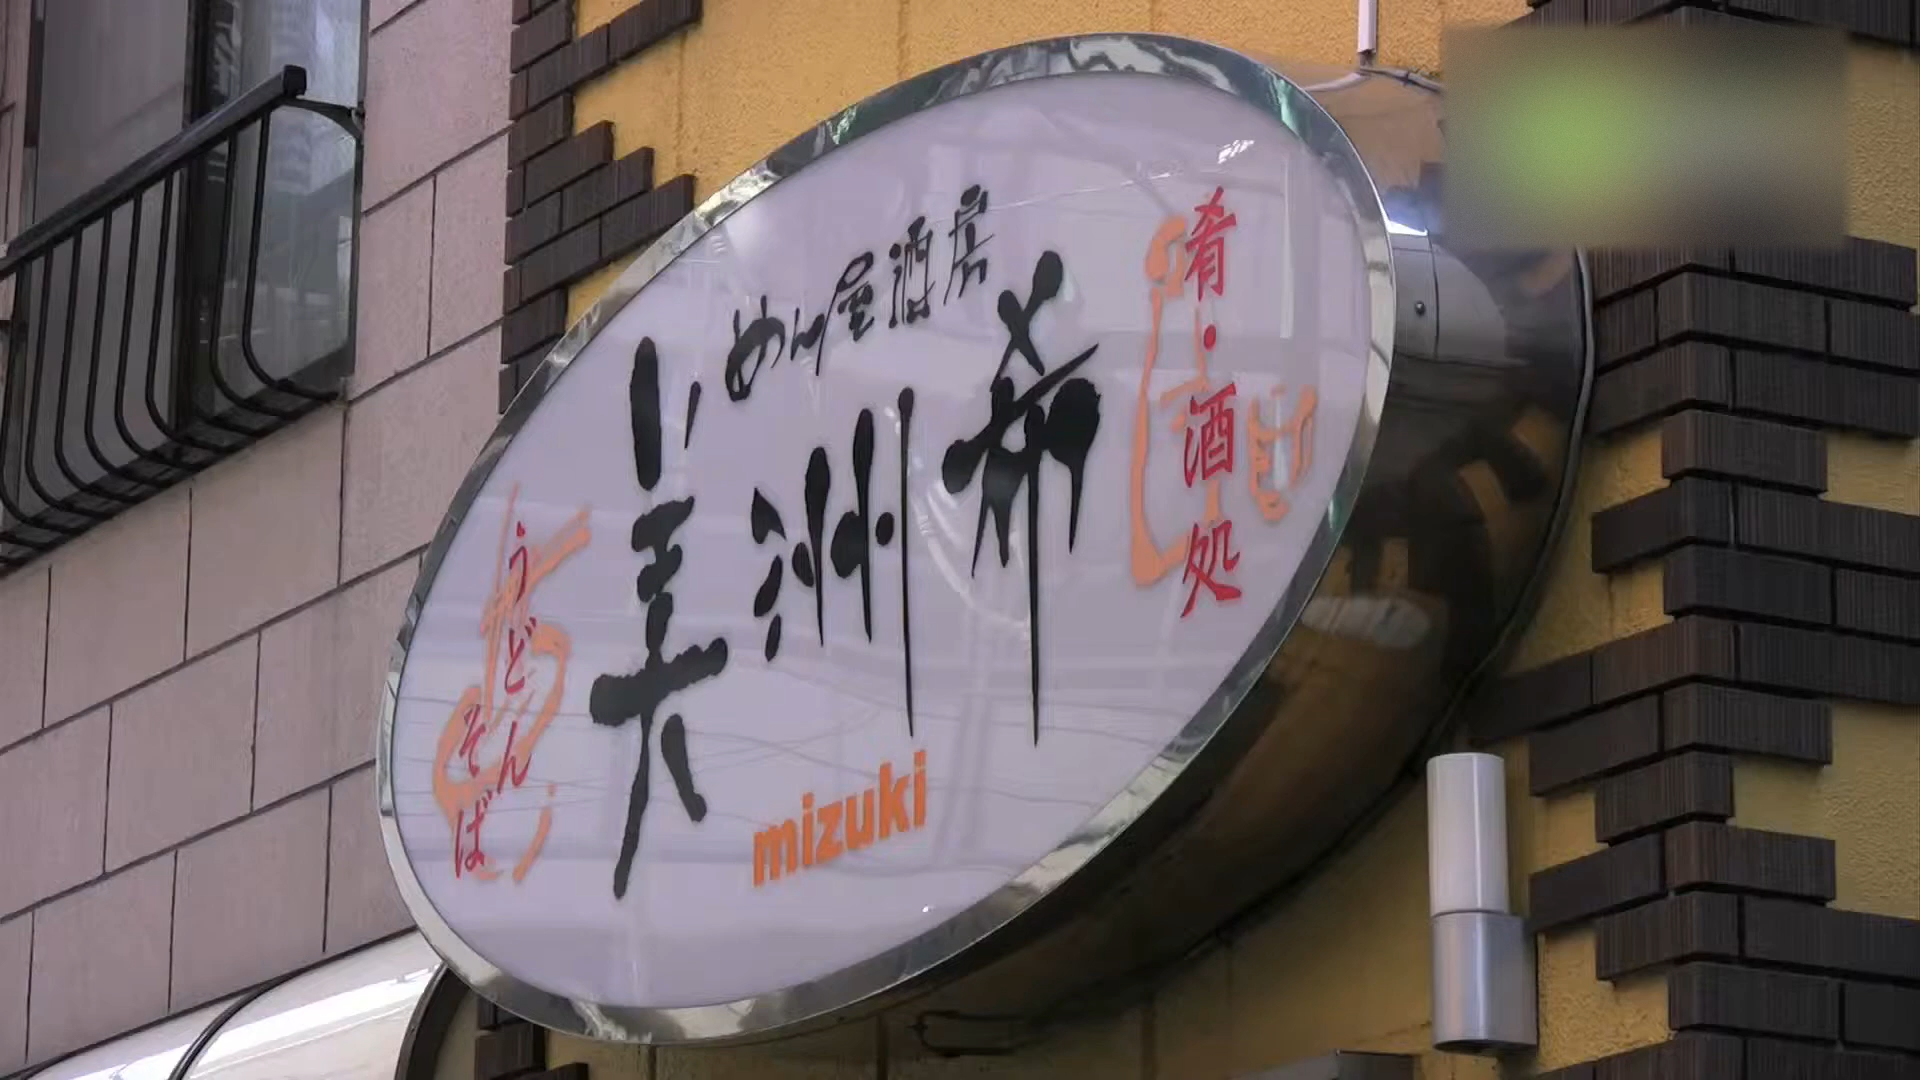 めん屋酒房
美洲希
mizuki
肴・酒処
うどん
そば